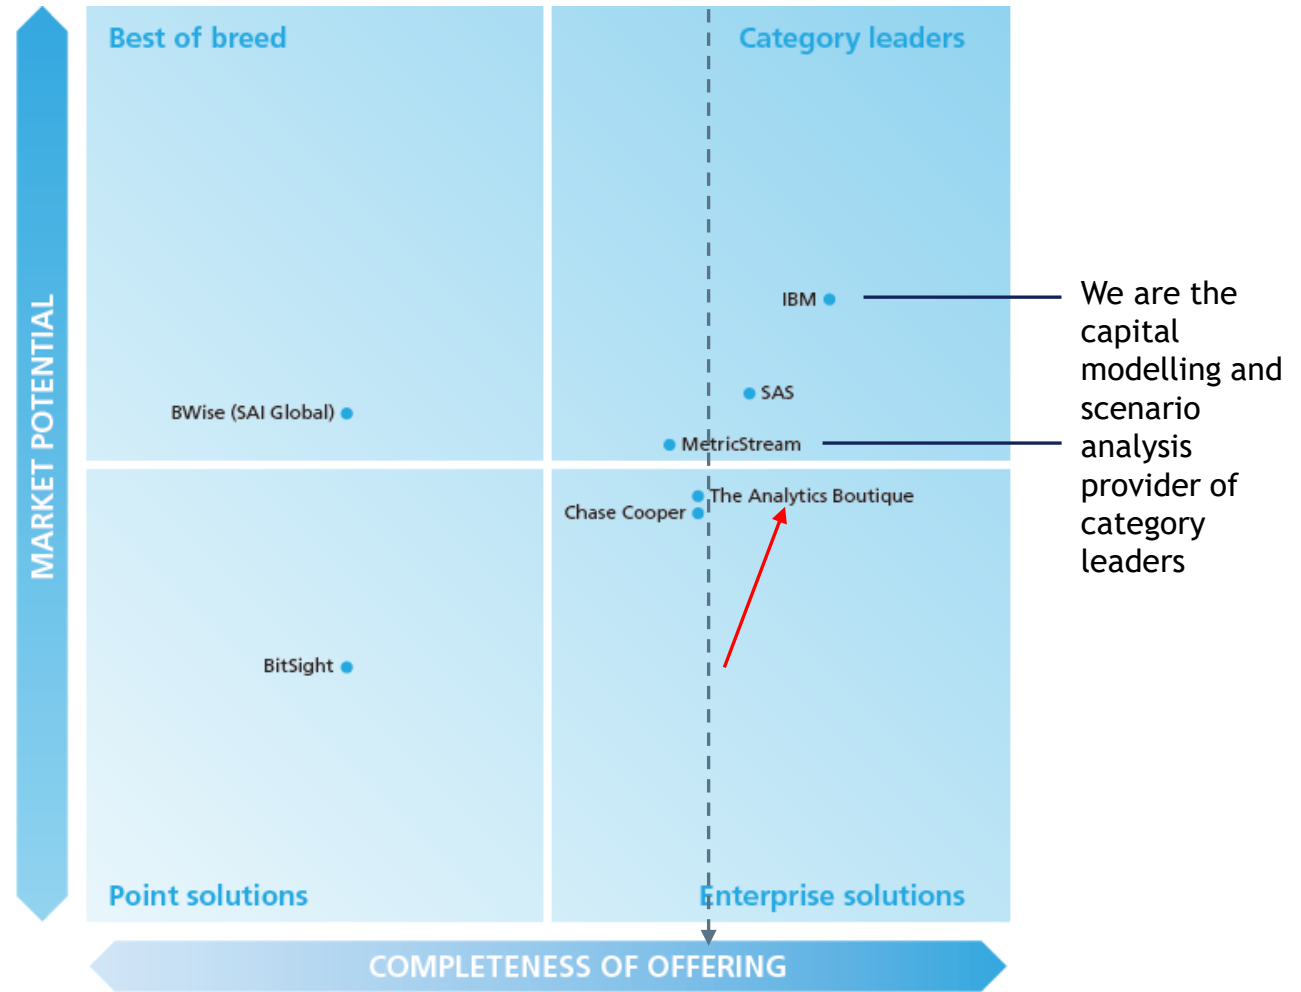 Best of breed
Category leaders
MARKET POTENTIAL
IBM
We are the
capital
modelling and
scenario
analysis
provider of
category
leaders
SAS
BWise (SAI Global)
MetricStream
The Analytics Boutique
Chase Cooper
BitSight
Point solutions
Enterprise solutions
COMPLETENESS OF OFFERING